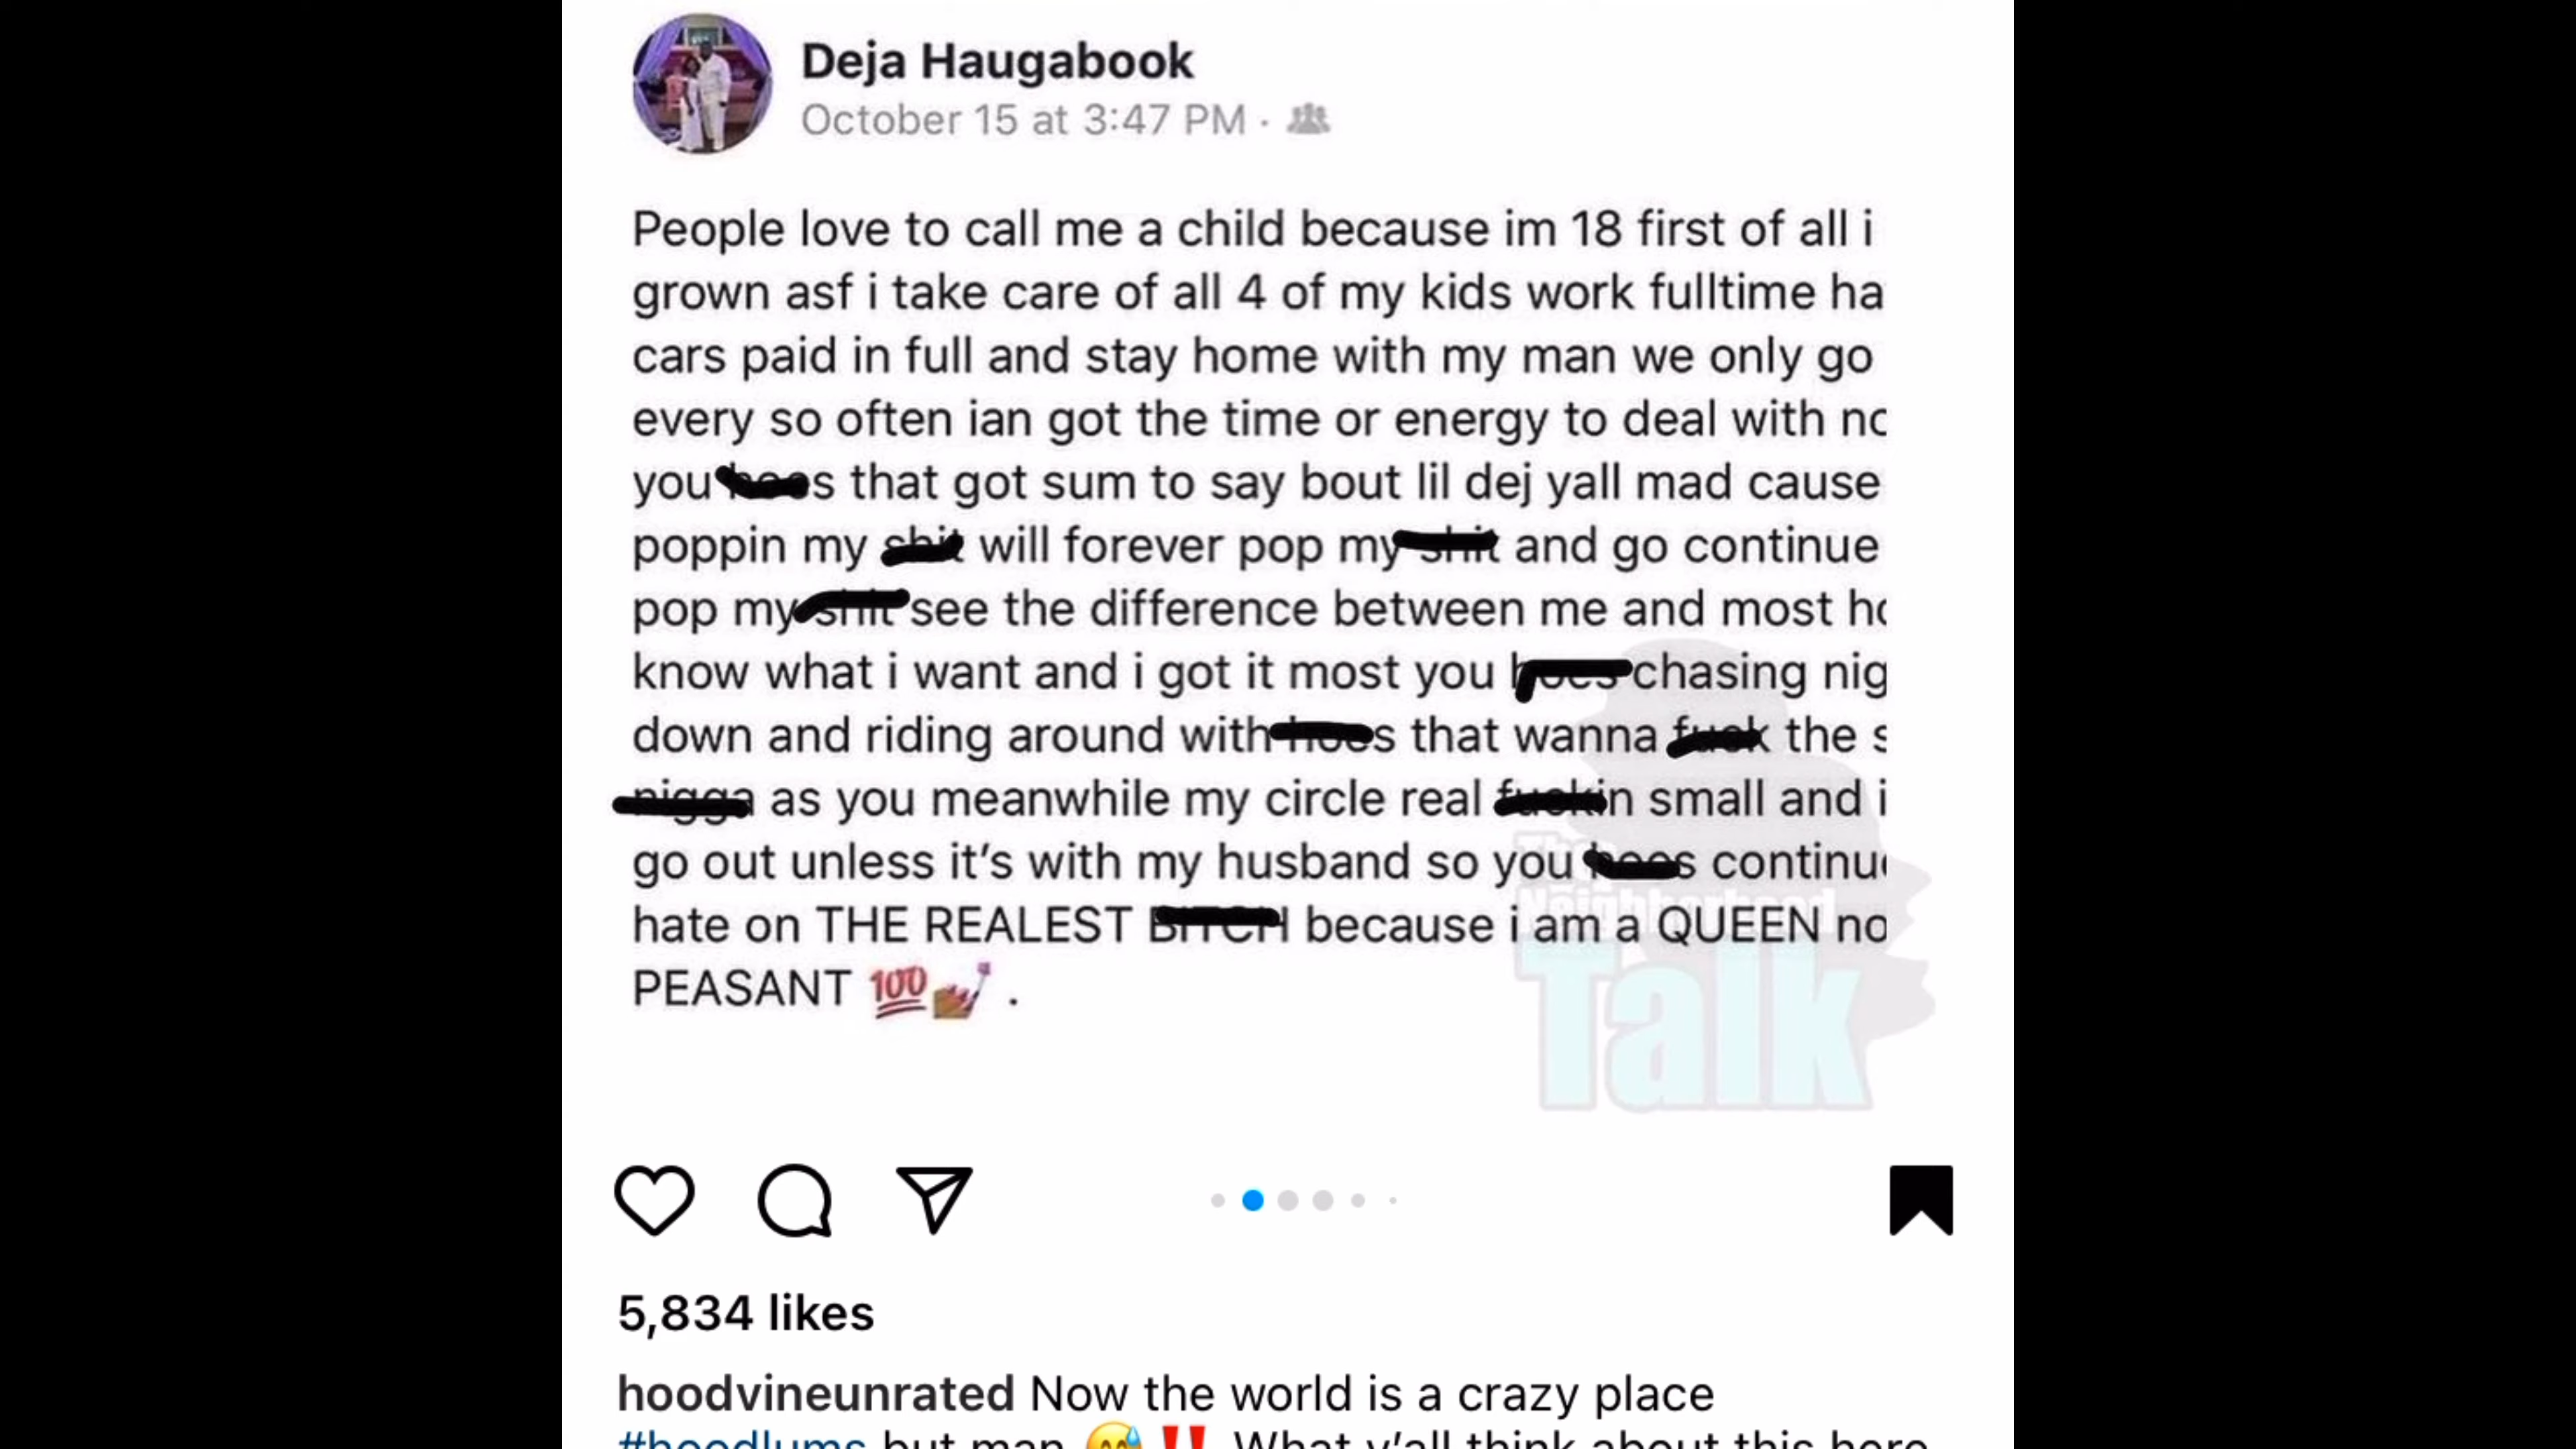 Deja Haugabook
October 15 at 3:47 PM ·
People love to call me a child because im 18 first of all i
grown asf i take care of all 4 of my kids work fulltime ha
cars paid in full and stay home with my man we only go
every so often ian got the time or energy to deal with no
you hoes that got sum to say bout lil dej yall mad cause
poppin my shit will forever pop my shit and go continue
pop my shit see the difference between me and most ho
know what i want and i got it most you hoes chasing nig
down and riding around with hoes that wanna fuck the s
nigga as you meanwhile my circle real fuckin small and i
go out unless it’s with my husband so you hoes continue
hate on THE REALEST BITCH because i am a QUEEN no
PEASANT 💯💅🏾 .
The
Neighborhood
Talk
5,834 likes
hoodvineunrated Now the world is a crazy place
#hoodlums but man 😅‼️ What y’all think about this here